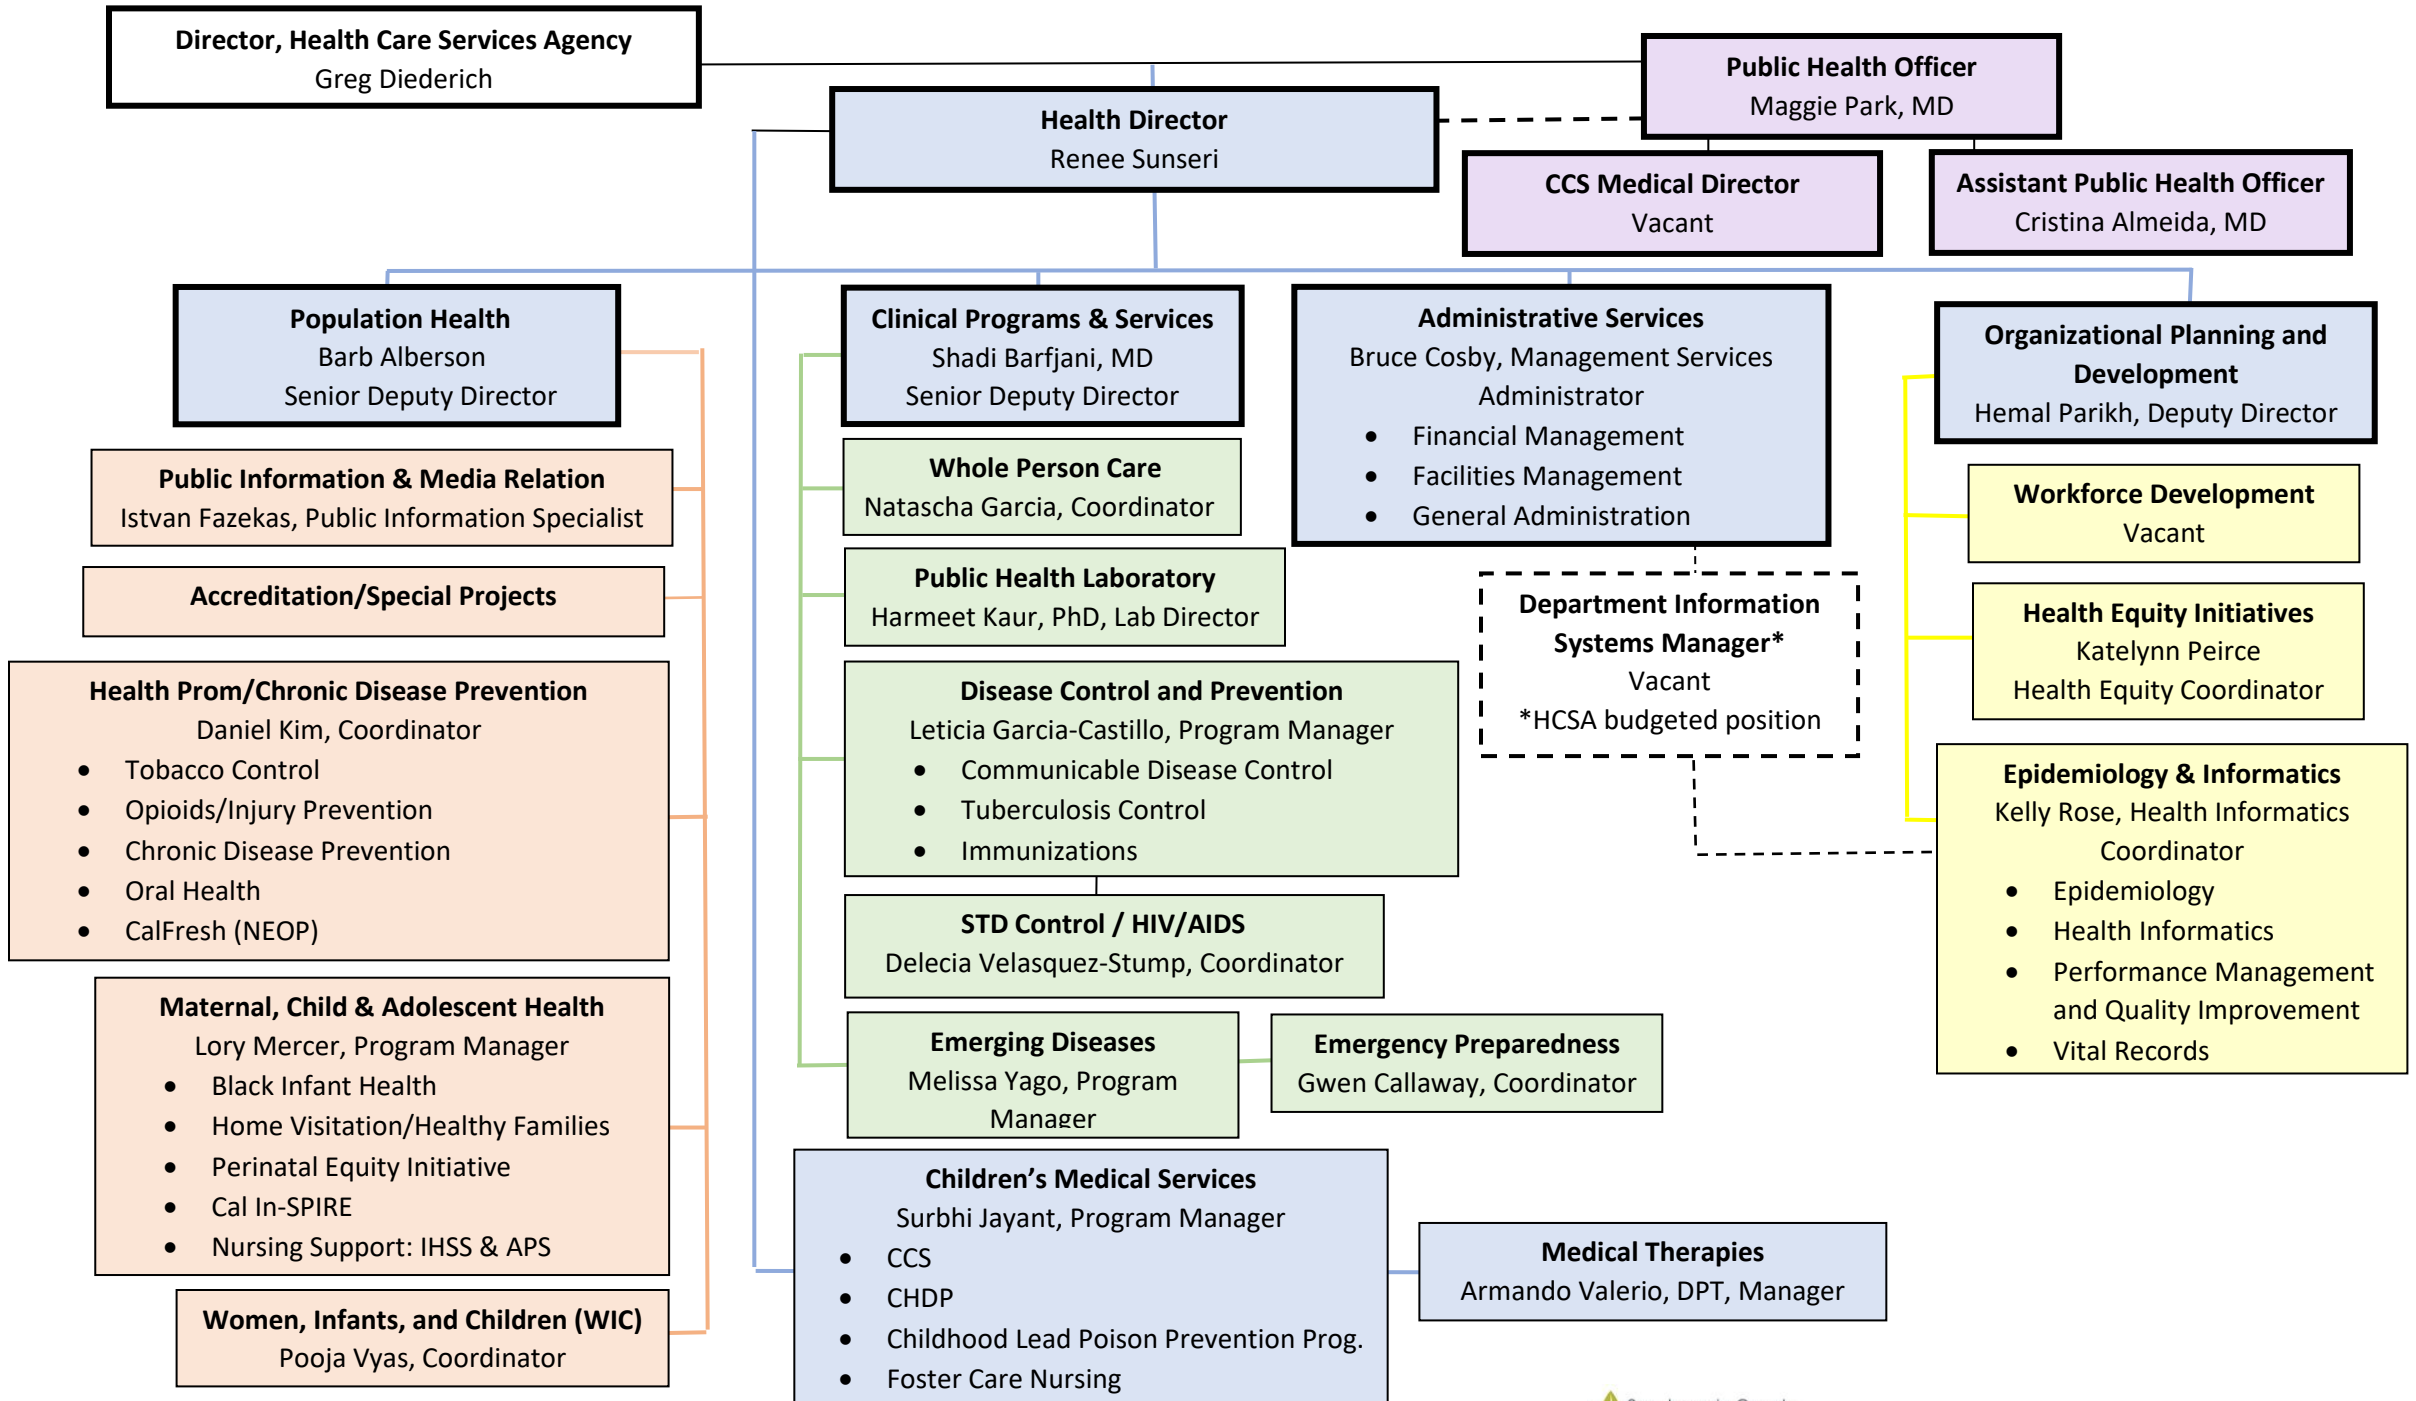 Director, Health Care Services Agency
Greg Diederich
Public Health Officer
Maggie Park, MD
Health Director
Renee Sunseri
CCS Medical Director
Vacant
Assistant Public Health Officer
Cristina Almeida, MD
Population Health
Barb Alberson
Senior Deputy Director
Clinical Programs & Services
Shadi Barfjani, MD
Senior Deputy Director
Administrative Services
Bruce Cosby, Management Services
Administrator
• Financial Management
• Facilities Management
• General Administration
Organizational Planning and
Development
Hemal Parikh, Deputy Director
Public Information & Media Relation
Istvan Fazekas, Public Information Specialist
Accreditation/Special Projects
Health Prom/Chronic Disease Prevention
Daniel Kim, Coordinator
• Tobacco Control
• Opioids/Injury Prevention
• Chronic Disease Prevention
• Oral Health
• CalFresh (NEOP)
Maternal, Child & Adolescent Health
Lory Mercer, Program Manager
• Black Infant Health
• Home Visitation/Healthy Families
• Perinatal Equity Initiative
• Cal In-SPIRE
• Nursing Support: IHSS & APS
Women, Infants, and Children (WIC)
Pooja Vyas, Coordinator
Whole Person Care
Natascha Garcia, Coordinator
Public Health Laboratory
Harmeet Kaur, PhD, Lab Director
Disease Control and Prevention
Leticia Garcia-Castillo, Program Manager
• Communicable Disease Control
• Tuberculosis Control
• Immunizations
STD Control / HIV/AIDS
Delecia Velasquez-Stump, Coordinator
Emerging Diseases
Melissa Yago, Program
Manager
Emergency Preparedness
Gwen Callaway, Coordinator
Children’s Medical Services
Surbhi Jayant, Program Manager
• CCS
• CHDP
• Childhood Lead Poison Prevention Prog.
• Foster Care Nursing
Medical Therapies
Armando Valerio, DPT, Manager
Department Information
Systems Manager*
Vacant
*HCSA budgeted position
Workforce Development
Vacant
Health Equity Initiatives
Katelynn Peirce
Health Equity Coordinator
Epidemiology & Informatics
Kelly Rose, Health Informatics
Coordinator
• Epidemiology
• Health Informatics
• Performance Management
and Quality Improvement
• Vital Records